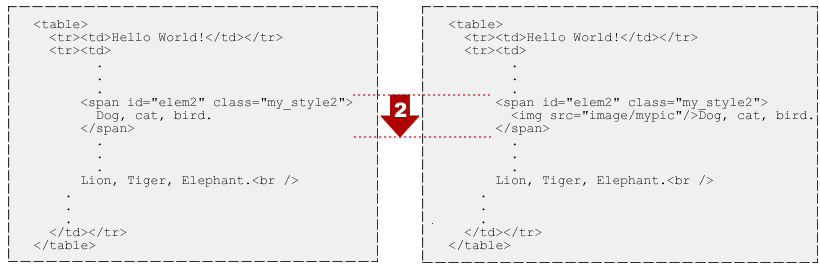 <table>
<tr><td>Hello World!</td></tr>
<tr><td>
.
.
.
<span id="elem2" class="my_style2">
Dog, cat, bird.
</span>
.
.
.
Lion, Tiger, Elephant.<br />
.
.
.
</td></tr>
</table>
2
<table>
<tr><td>Hello World!</td></tr>
<tr><td>
.
.
.
<span id="elem2" class="my_style2">
<img src="image/mypic"/>Dog, cat, bird.
</span>
.
.
.
Lion, Tiger, Elephant.<br />
.
.
.
</td></tr>
</table>